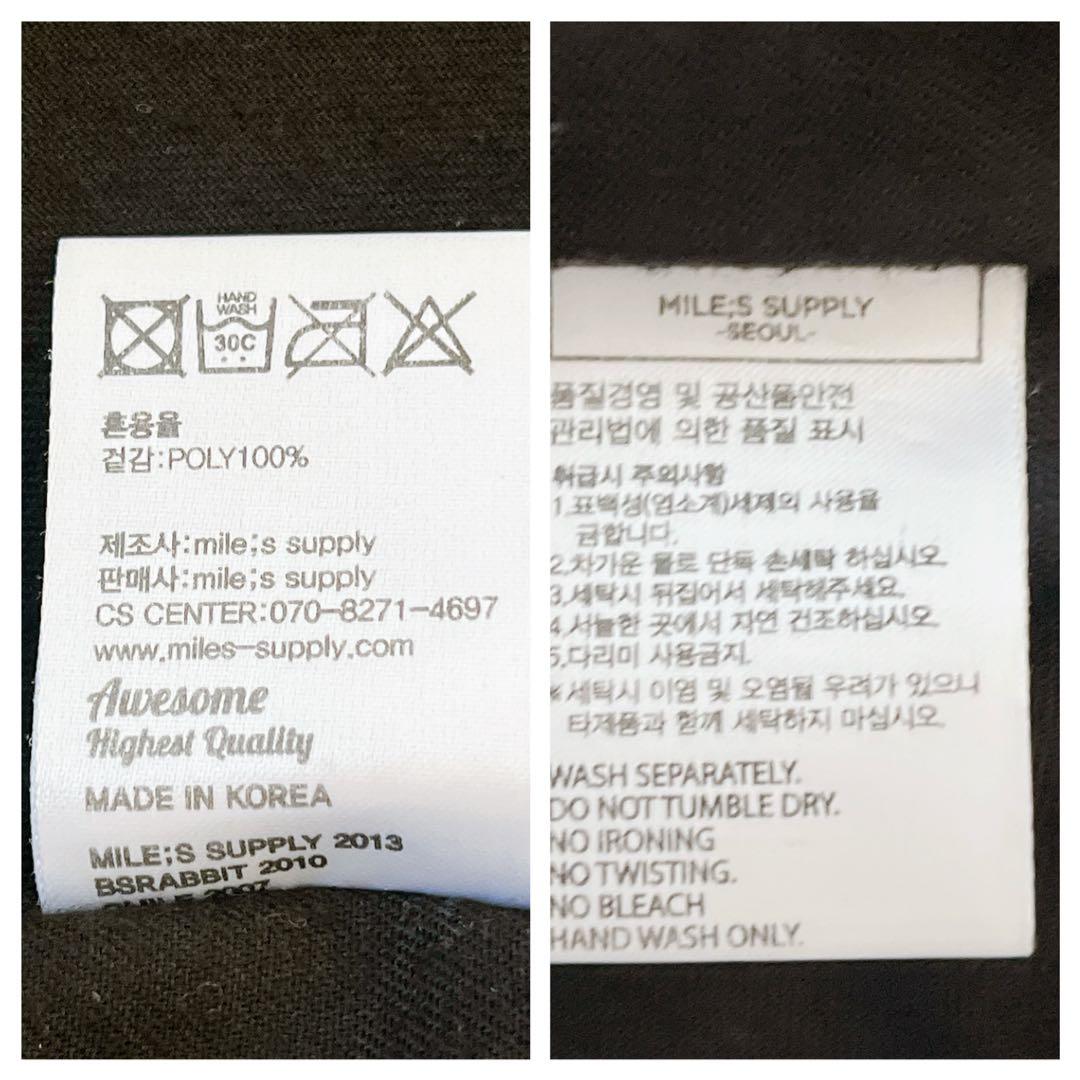 HAND
WASH
30C
혼용율
겉감:POLY100%
제조사:mile;s supply
판매사:mile;s supply
CS CENTER:070-8271-4697
www.miles-supply.com
Awesome
Highest Quality
MADE IN KOREA
MILE;S SUPPLY 2013
BSRABBIT 2010
2007
MILE;S SUPPLY
-SEOUL-
품질경영 및 공산품안전
관리법에 의한 품질 표시
취급시 주의사항
1.표백성(염소계)세제의 사용을
금합니다.
2.차가운 물로 단독 손세탁 하십시오.
3.세탁시 뒤집어서 세탁해주세요.
4.서늘한 곳에서 자연 건조하십시오.
5.다리미 사용금지.
*세탁시 이염 및 오염될 우려가 있으니
타제품과 함께 세탁하지 마십시오.
WASH SEPARATELY.
DO NOT TUMBLE DRY.
NO IRONING
NO TWISTING.
NO BLEACH
HAND WASH ONLY.